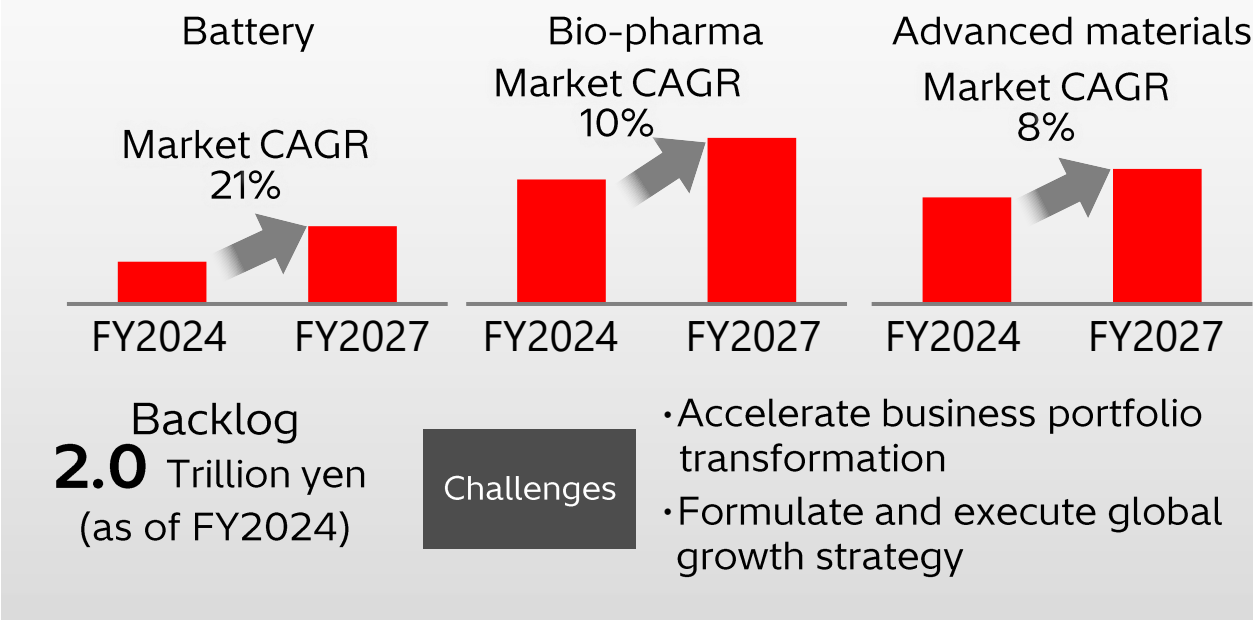 Battery
Market CAGR
21%
FY2024 FY2027
Bio-pharma
Market CAGR
10%
FY2024 FY2027
Advanced materials
Market CAGR
8%
FY2024 FY2027
Backlog
2.0 Trillion yen
(as of FY2024)
Challenges
・Accelerate business portfolio
transformation
・Formulate and execute global
growth strategy